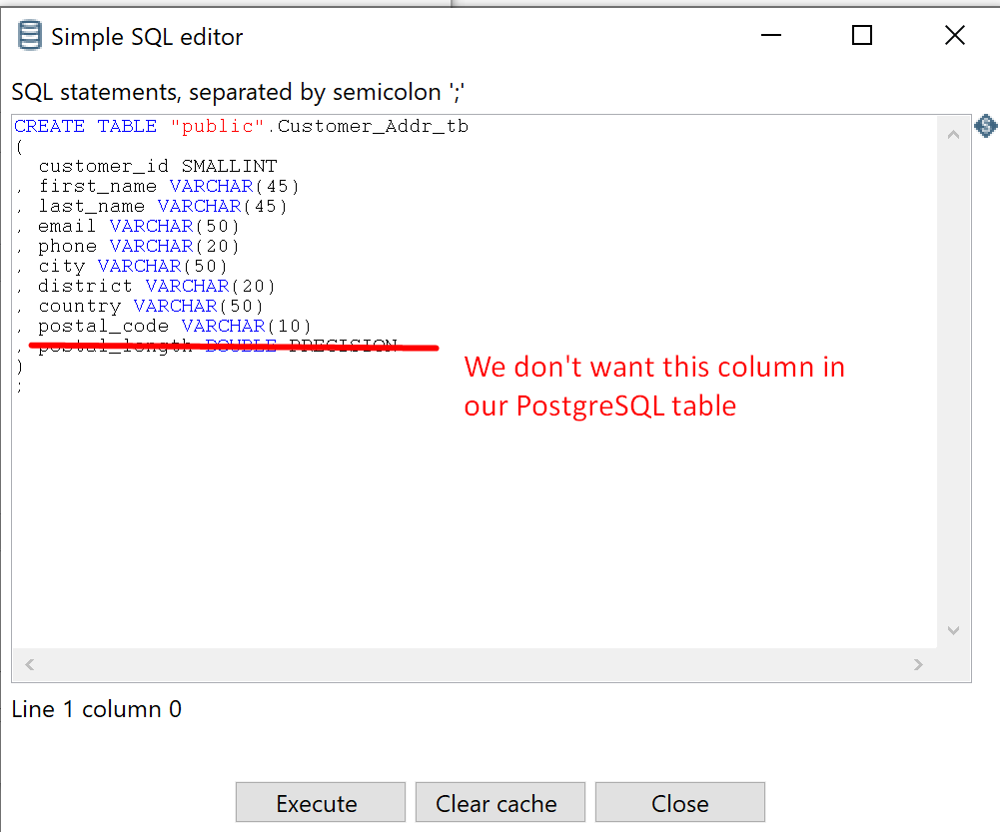 Simple SQL editor
SQL statements, separated by semicolon ';'
CREATE TABLE "public".Customer_Addr_tb
(
  customer_id SMALLINT
, first_name VARCHAR(45)
, last_name VARCHAR(45)
, email VARCHAR(50)
, phone VARCHAR(20)
, city VARCHAR(50)
, district VARCHAR(20)
, country VARCHAR(50)
, postal_code VARCHAR(10)
, postal_length DOUBLE PRECISION
)
;
We don't want this column in
our PostgreSQL table
Line 1 column 0
Execute
Clear cache
Close